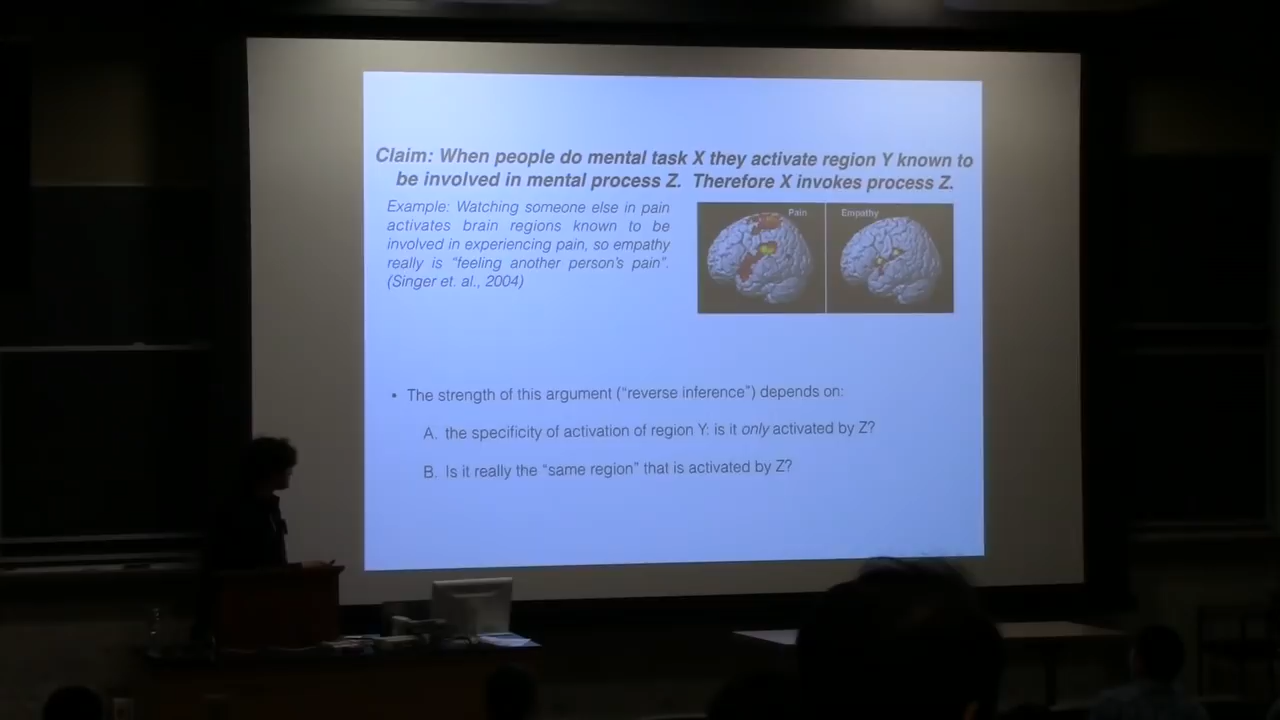 Claim: When people do mental task X they activate region Y known to
be involved in mental process Z. Therefore X invokes process Z.
Example: Watching someone else in pain
activates brain regions known to be
involved in experiencing pain, so empathy
really is “feeling another person’s pain”.
(Singer et. al., 2004)
Pain
Empathy
• The strength of this argument (“reverse inference”) depends on:
A. the specificity of activation of region Y: is it only activated by Z?
B. Is it really the “same region” that is activated by Z?